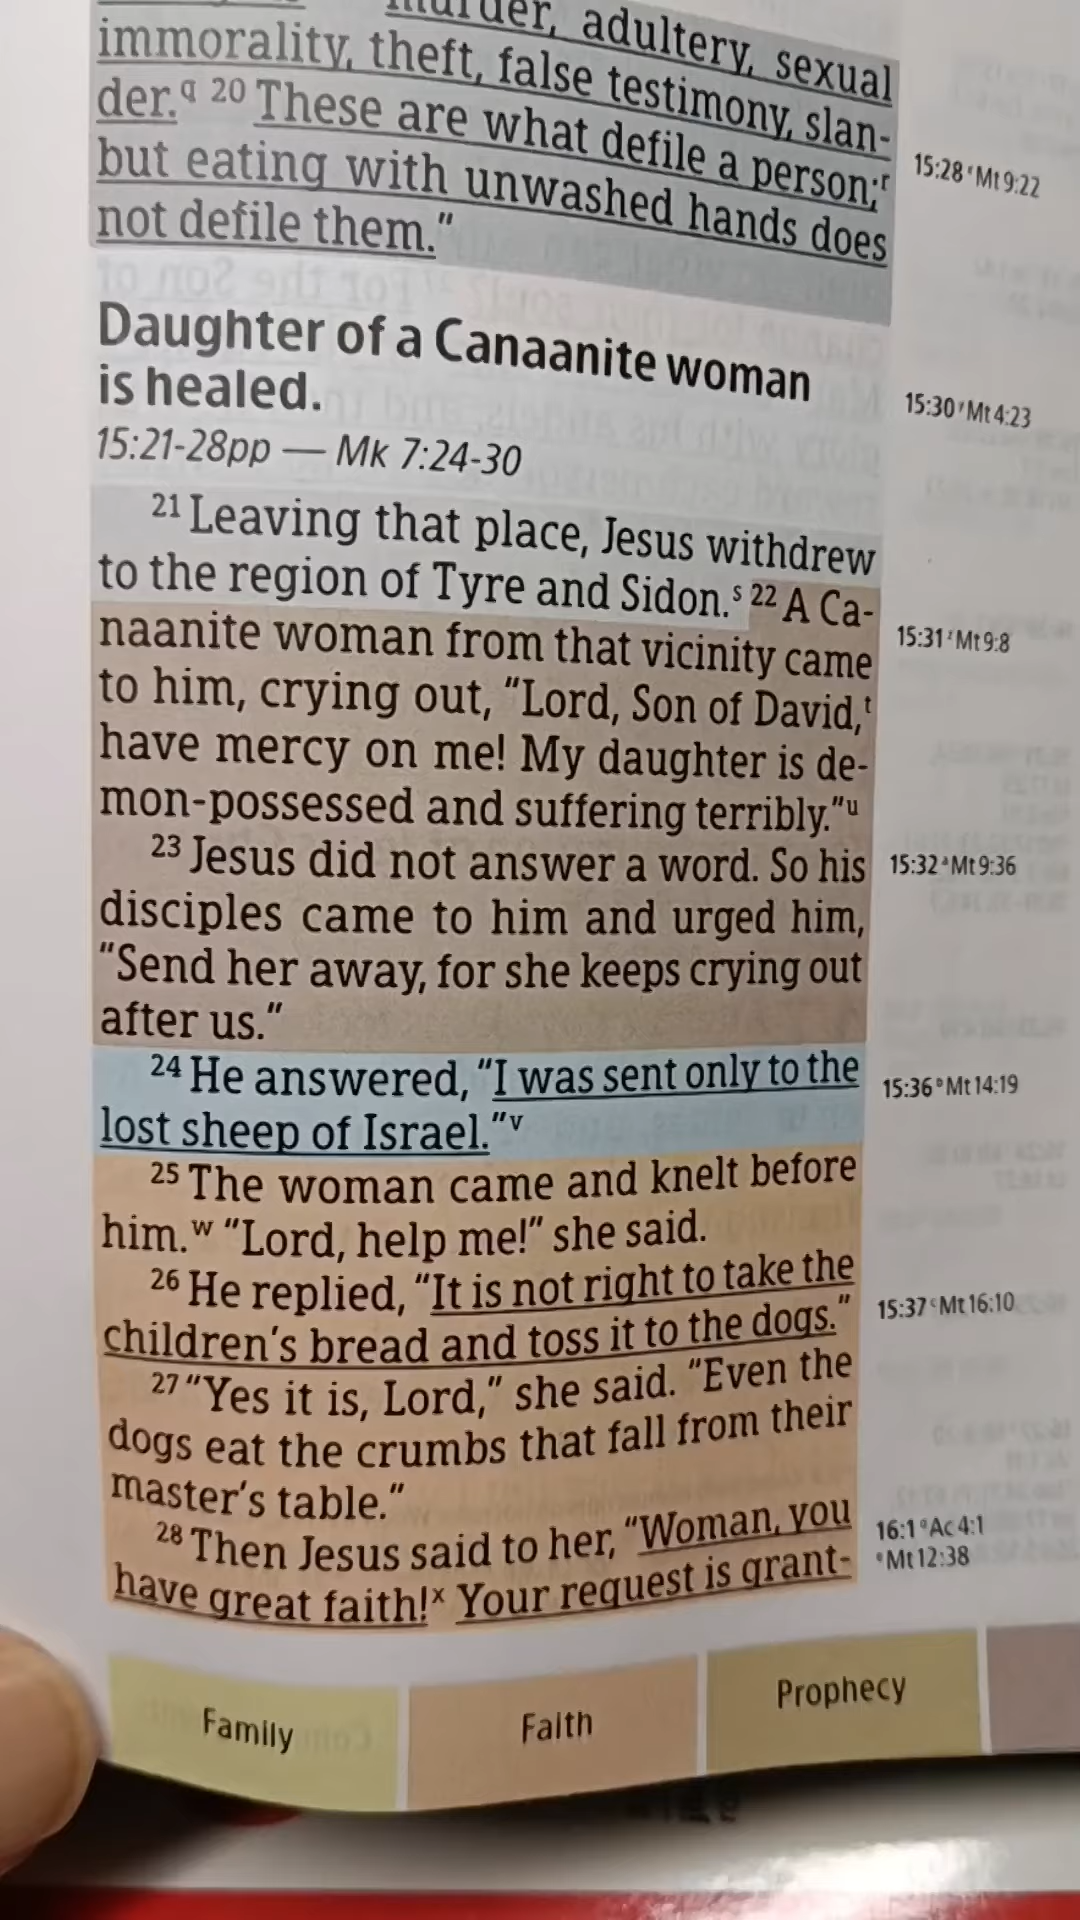 murder, adultery, sexual
immorality, theft, false testimony, slan-
der.q 20 These are what defile a person;r
but eating with unwashed hands does
not defile them."
Daughter of a Canaanite woman
is healed.
15:21-28pp — Mk 7:24-30
21 Leaving that place, Jesus withdrew
to the region of Tyre and Sidon.s 22 A Ca-
naanite woman from that vicinity came
to him, crying out, "Lord, Son of David,t
have mercy on me! My daughter is de-
mon-possessed and suffering terribly."u
23 Jesus did not answer a word. So his
disciples came to him and urged him,
"Send her away, for she keeps crying out
after us."
24 He answered, "I was sent only to the
lost sheep of Israel."v
25 The woman came and knelt before
him.w "Lord, help me!" she said.
26 He replied, "It is not right to take the
children's bread and toss it to the dogs."
27 "Yes it is, Lord," she said. "Even the
dogs eat the crumbs that fall from their
master's table."
28 Then Jesus said to her, "Woman, you
have great faith!x Your request is grant-
15:28 r Mt 9:22
15:30 y Mt 4:23
15:31 z Mt 9:8
15:32 a Mt 9:36
15:36 b Mt 14:19
15:37 c Mt 16:10
16:1 d Ac 4:1
e Mt 12:38
Family
Faith
Prophecy